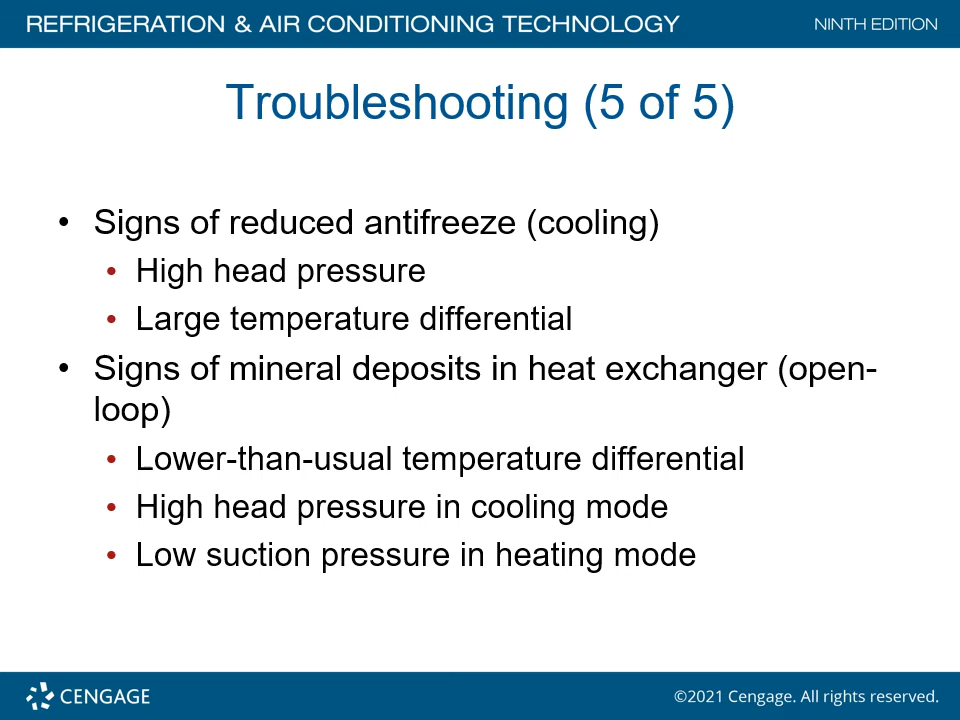 REFRIGERATION & AIR CONDITIONING TECHNOLOGY
NINTH EDITION
Troubleshooting (5 of 5)
• Signs of reduced antifreeze (cooling)
• High head pressure
• Large temperature differential
• Signs of mineral deposits in heat exchanger (open-
loop)
• Lower-than-usual temperature differential
• High head pressure in cooling mode
• Low suction pressure in heating mode
CENGAGE
©2021 Cengage. All rights reserved.